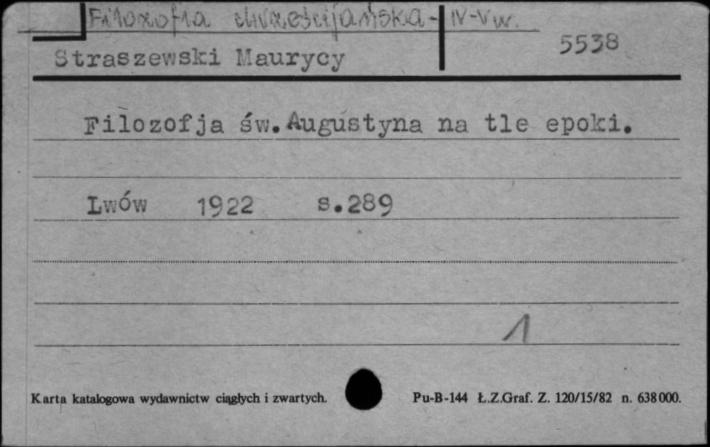 Filozofia chrześcijańska - IV-V w.
5538
Straszewski Maurycy
Filozofja św. Augustyna na tle epoki.
Lwów 1922 s.289
1
Karta katalogowa wydawnictw ciągłych i zwartych. Pu-B-144 Ł.Z.Graf. Z. 120/15/82 n. 638000.